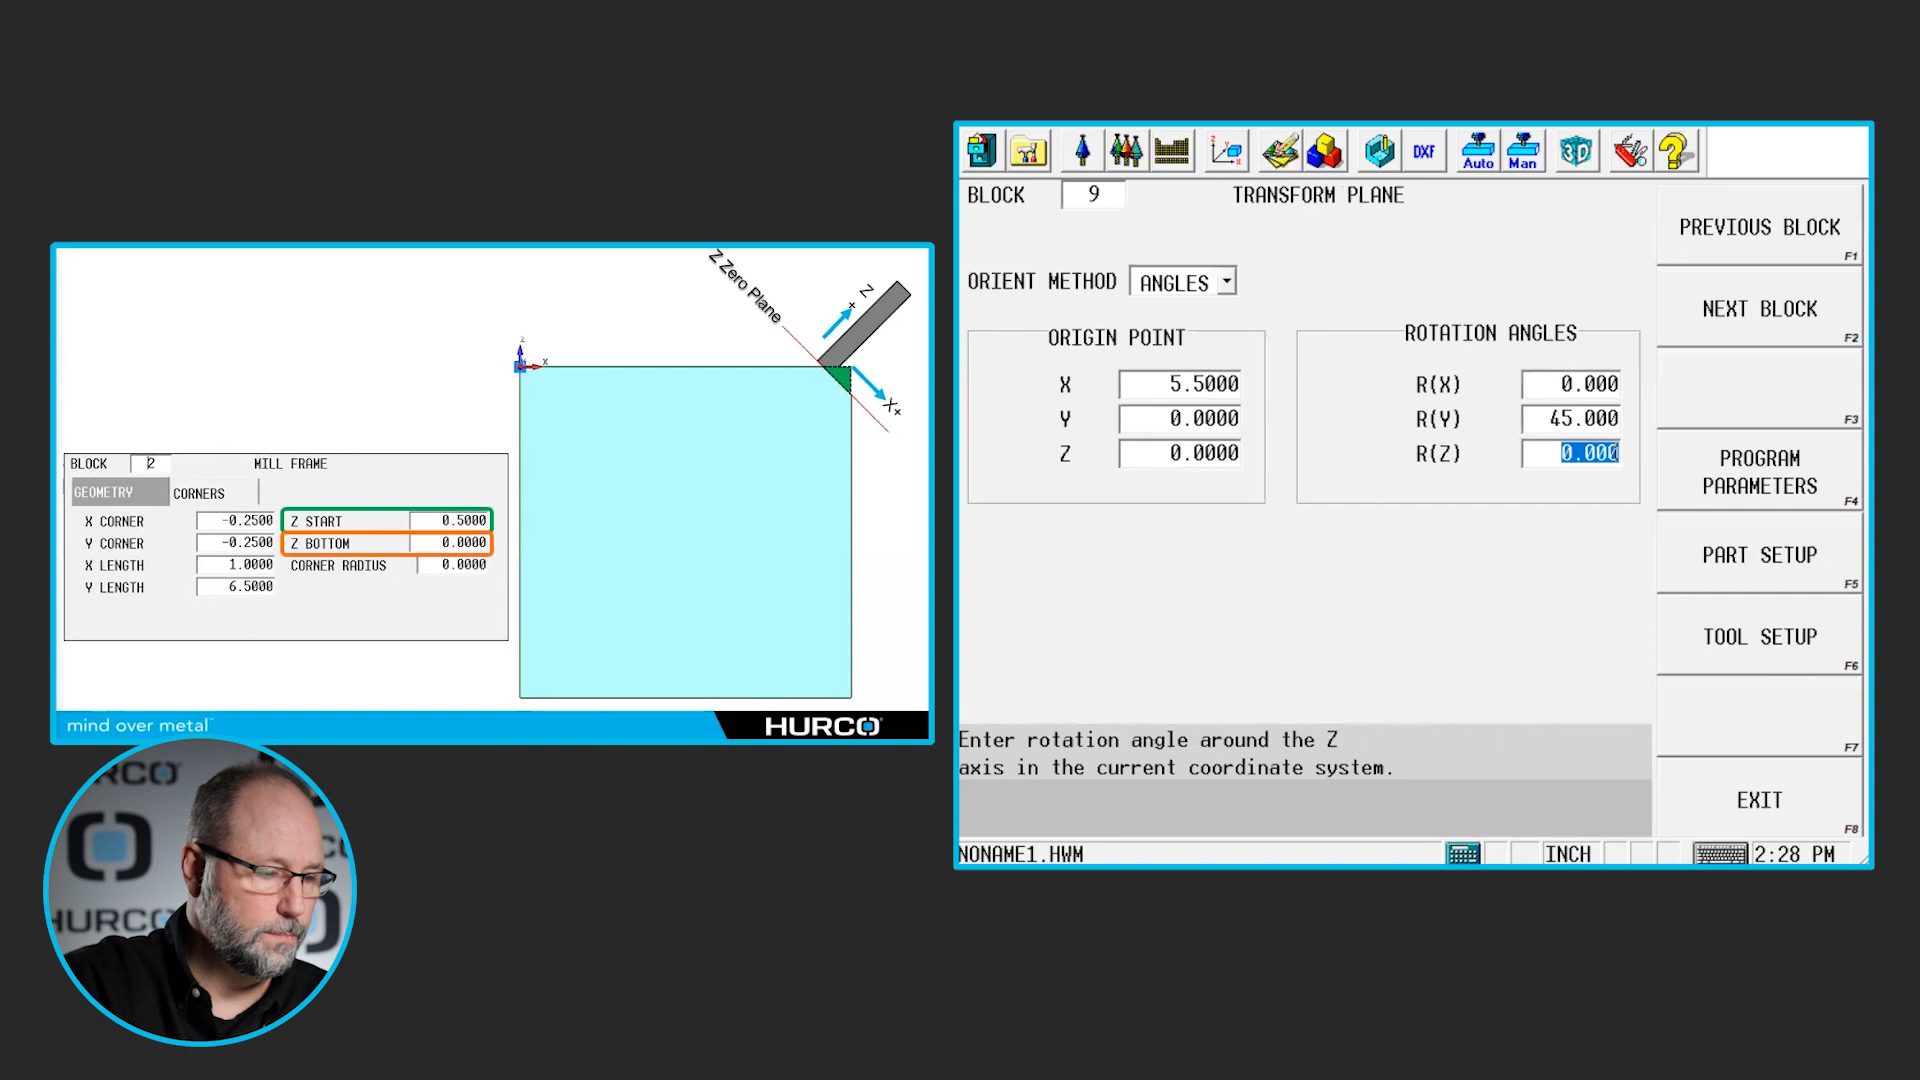 Z Zero Plane
Z
+
X+
z
x
BLOCK 2 MILL FRAME
GEOMETRY CORNERS
X CORNER -0.2500 Z START 0.5000
Y CORNER -0.2500 Z BOTTOM 0.0000
X LENGTH 1.0000 CORNER RADIUS 0.0000
Y LENGTH 6.5000
mind over metal™
HURCO®
RCO
CO
HURCO
DXF
Auto
Man
3D
BLOCK 9 TRANSFORM PLANE
ORIENT METHOD ANGLES
ORIGIN POINT
X 5.5000
Y 0.0000
Z 0.0000
ROTATION ANGLES
R(X) 0.000
R(Y) 45.000
R(Z) 0.000
PREVIOUS BLOCK
F1
NEXT BLOCK
F2
F3
PROGRAM
PARAMETERS
F4
PART SETUP
F5
TOOL SETUP
F6
F7
EXIT
F8
Enter rotation angle around the Z
axis in the current coordinate system.
NONAME1.HWM INCH 2:28 PM